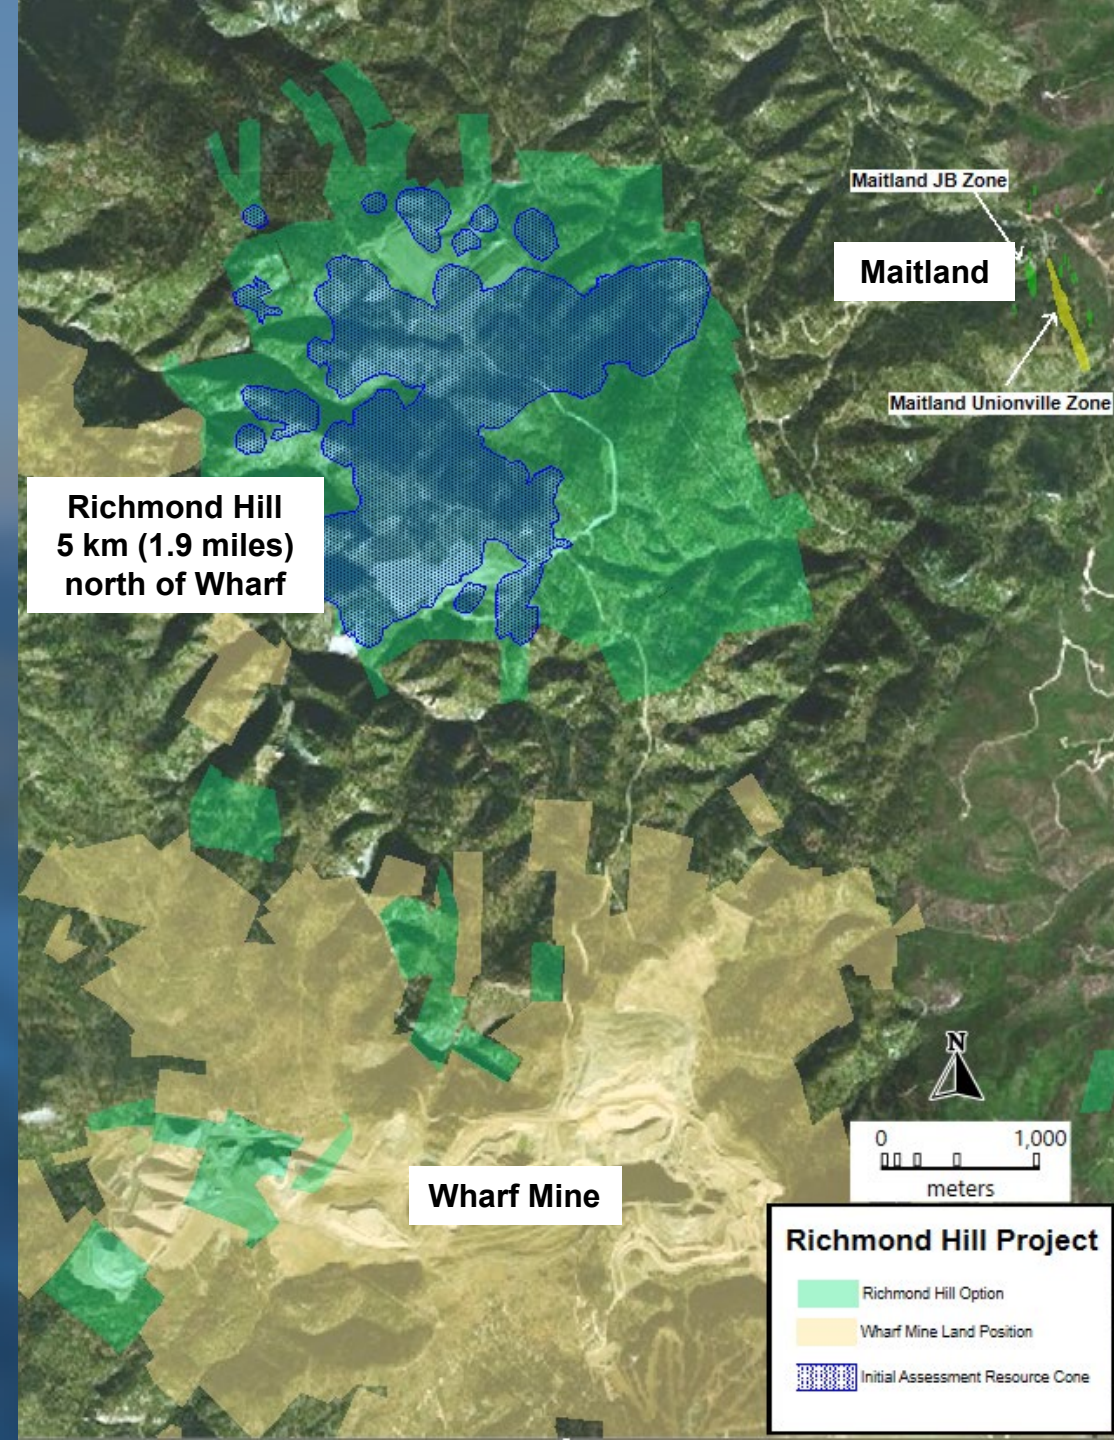 Maitland JB Zone
Maitland
Maitland Unionville Zone
Richmond Hill
5 km (1.9 miles)
north of Wharf
N
0 1,000
meters
Wharf Mine
Richmond Hill Project
Richmond Hill Option
Wharf Mine Land Position
Initial Assessment Resource Cone